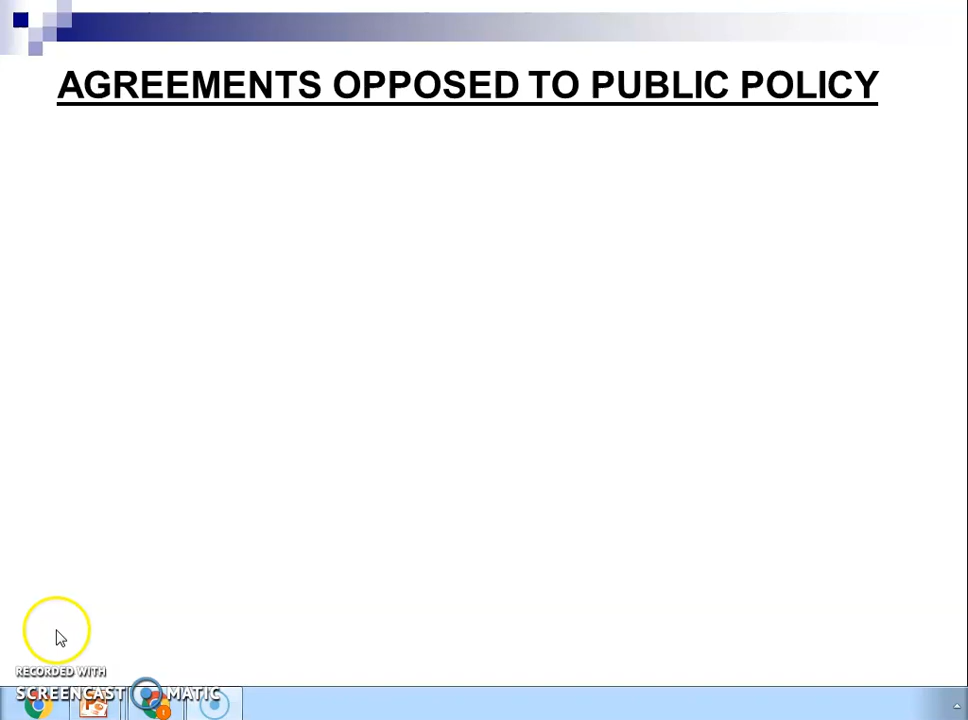 AGREEMENTS OPPOSED TO PUBLIC POLICY
RECORDED WITH
SCREENCAST MATIC